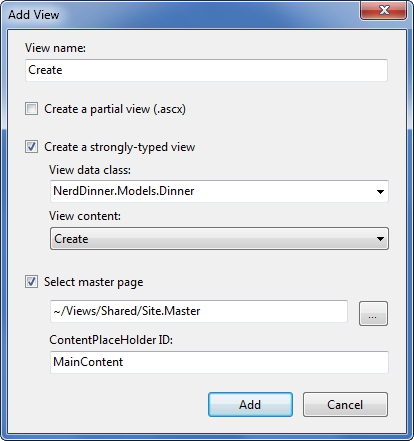 Add View
View name:
Create
Create a partial view (.ascx)
Create a strongly-typed view
View data class:
NerdDinner.Models.Dinner
View content:
Create
Select master page
~/Views/Shared/Site.Master
...
ContentPlaceHolder ID:
MainContent
Add Cancel